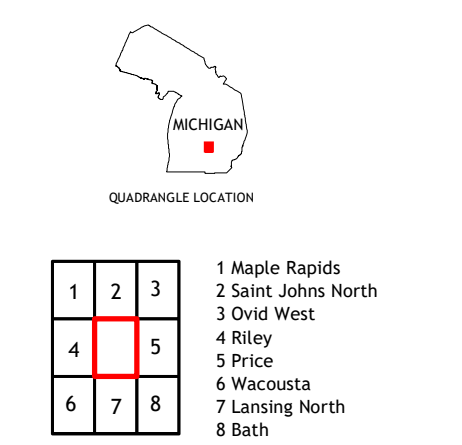 MICHIGAN
QUADRANGLE LOCATION
1 2 3
4 5
6 7 8
1 Maple Rapids
2 Saint Johns North
3 Ovid West
4 Riley
5 Price
6 Wacousta
7 Lansing North
8 Bath